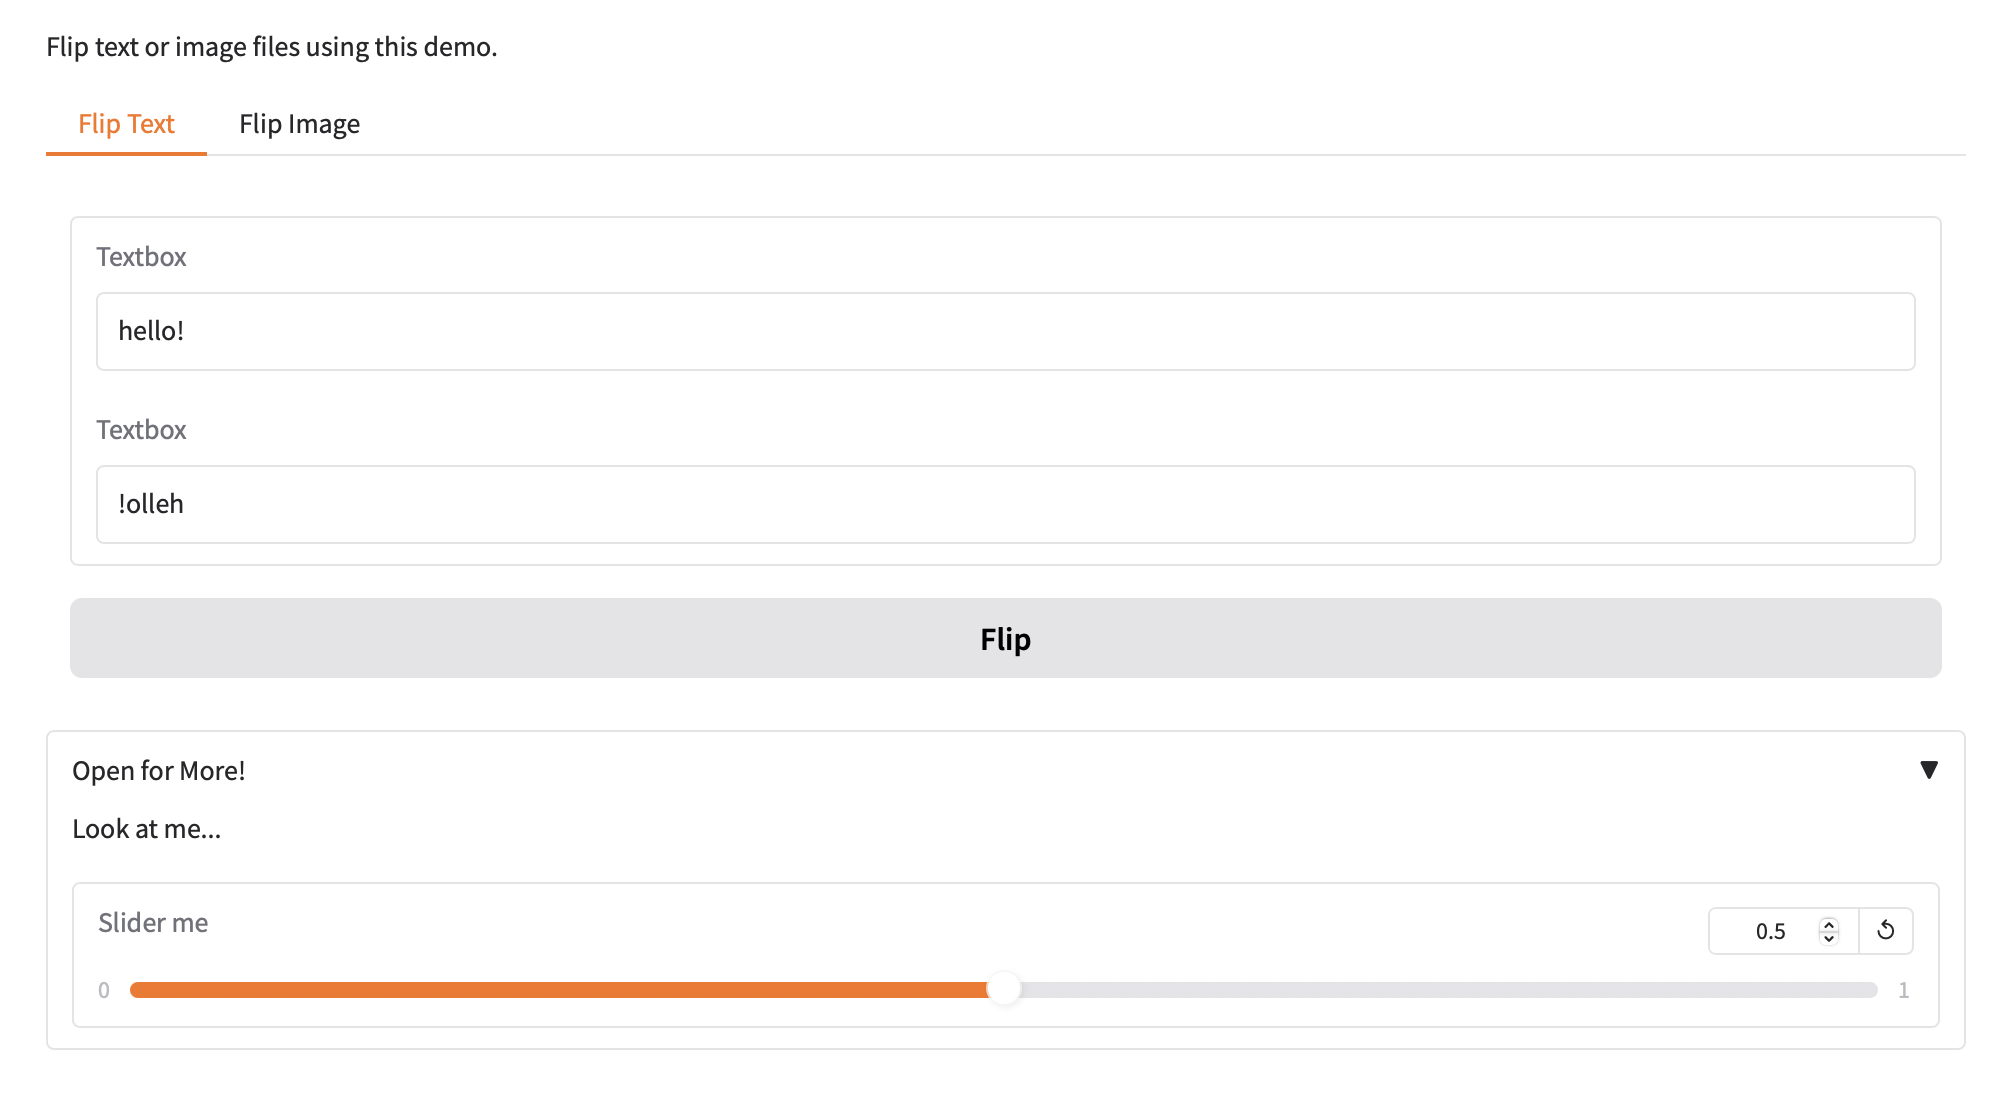 Flip text or image files using this demo.
Flip Text Flip Image
Textbox
hello!
Textbox
!olleh
Flip
Open for More!
Look at me...
Slider me 0.5
0 1